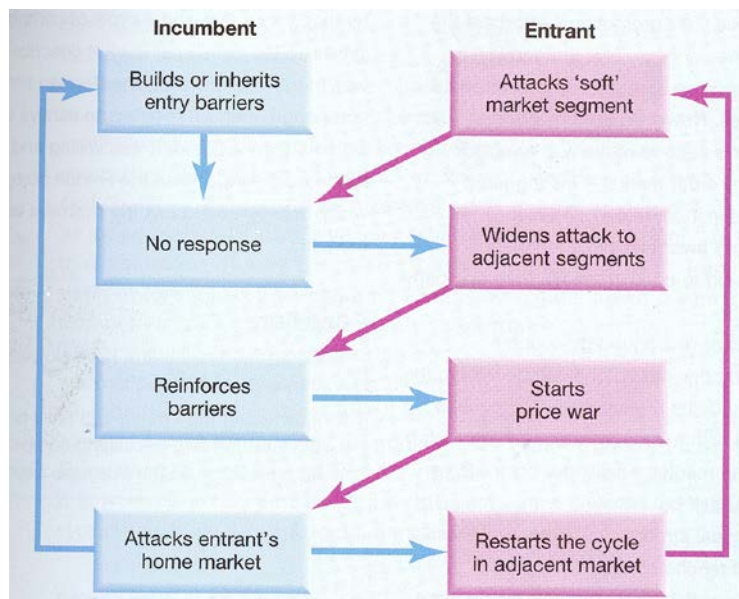 Incumbent
Entrant
Builds or inherits
entry barriers
Attacks ‘soft’
market segment
No response
Widens attack to
adjacent segments
Reinforces
barriers
Starts
price war
Attacks entrant’s
home market
Restarts the cycle
in adjacent market